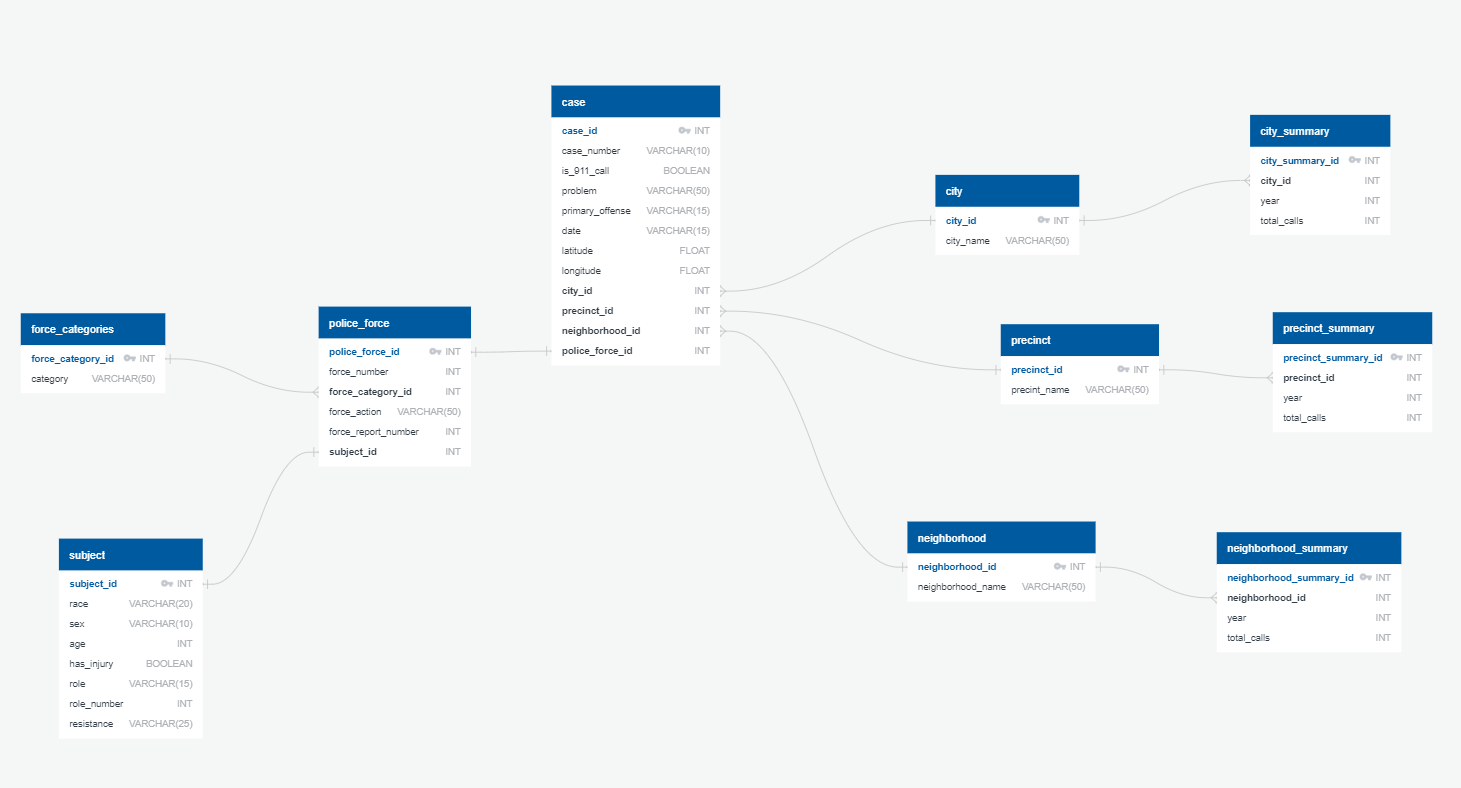 case
case_id INT
case_number VARCHAR(10)
is_911_call BOOLEAN
problem VARCHAR(50)
primary_offense VARCHAR(15)
date VARCHAR(15)
latitude FLOAT
longitude FLOAT
city_id INT
precinct_id INT
neighborhood_id INT
police_force_id INT
city_summary
city_summary_id INT
city_id INT
year INT
total_calls INT
city
city_id INT
city_name VARCHAR(50)
force_categories
force_category_id INT
category VARCHAR(50)
police_force
police_force_id INT
force_number INT
force_category_id INT
force_action VARCHAR(50)
force_report_number INT
subject_id INT
precinct
precinct_id INT
precint_name VARCHAR(50)
precinct_summary
precinct_summary_id INT
precinct_id INT
year INT
total_calls INT
subject
subject_id INT
race VARCHAR(20)
sex VARCHAR(10)
age INT
has_injury BOOLEAN
role VARCHAR(15)
role_number INT
resistance VARCHAR(25)
neighborhood
neighborhood_id INT
neighborhood_name VARCHAR(50)
neighborhood_summary
neighborhood_summary_id INT
neighborhood_id INT
year INT
total_calls INT